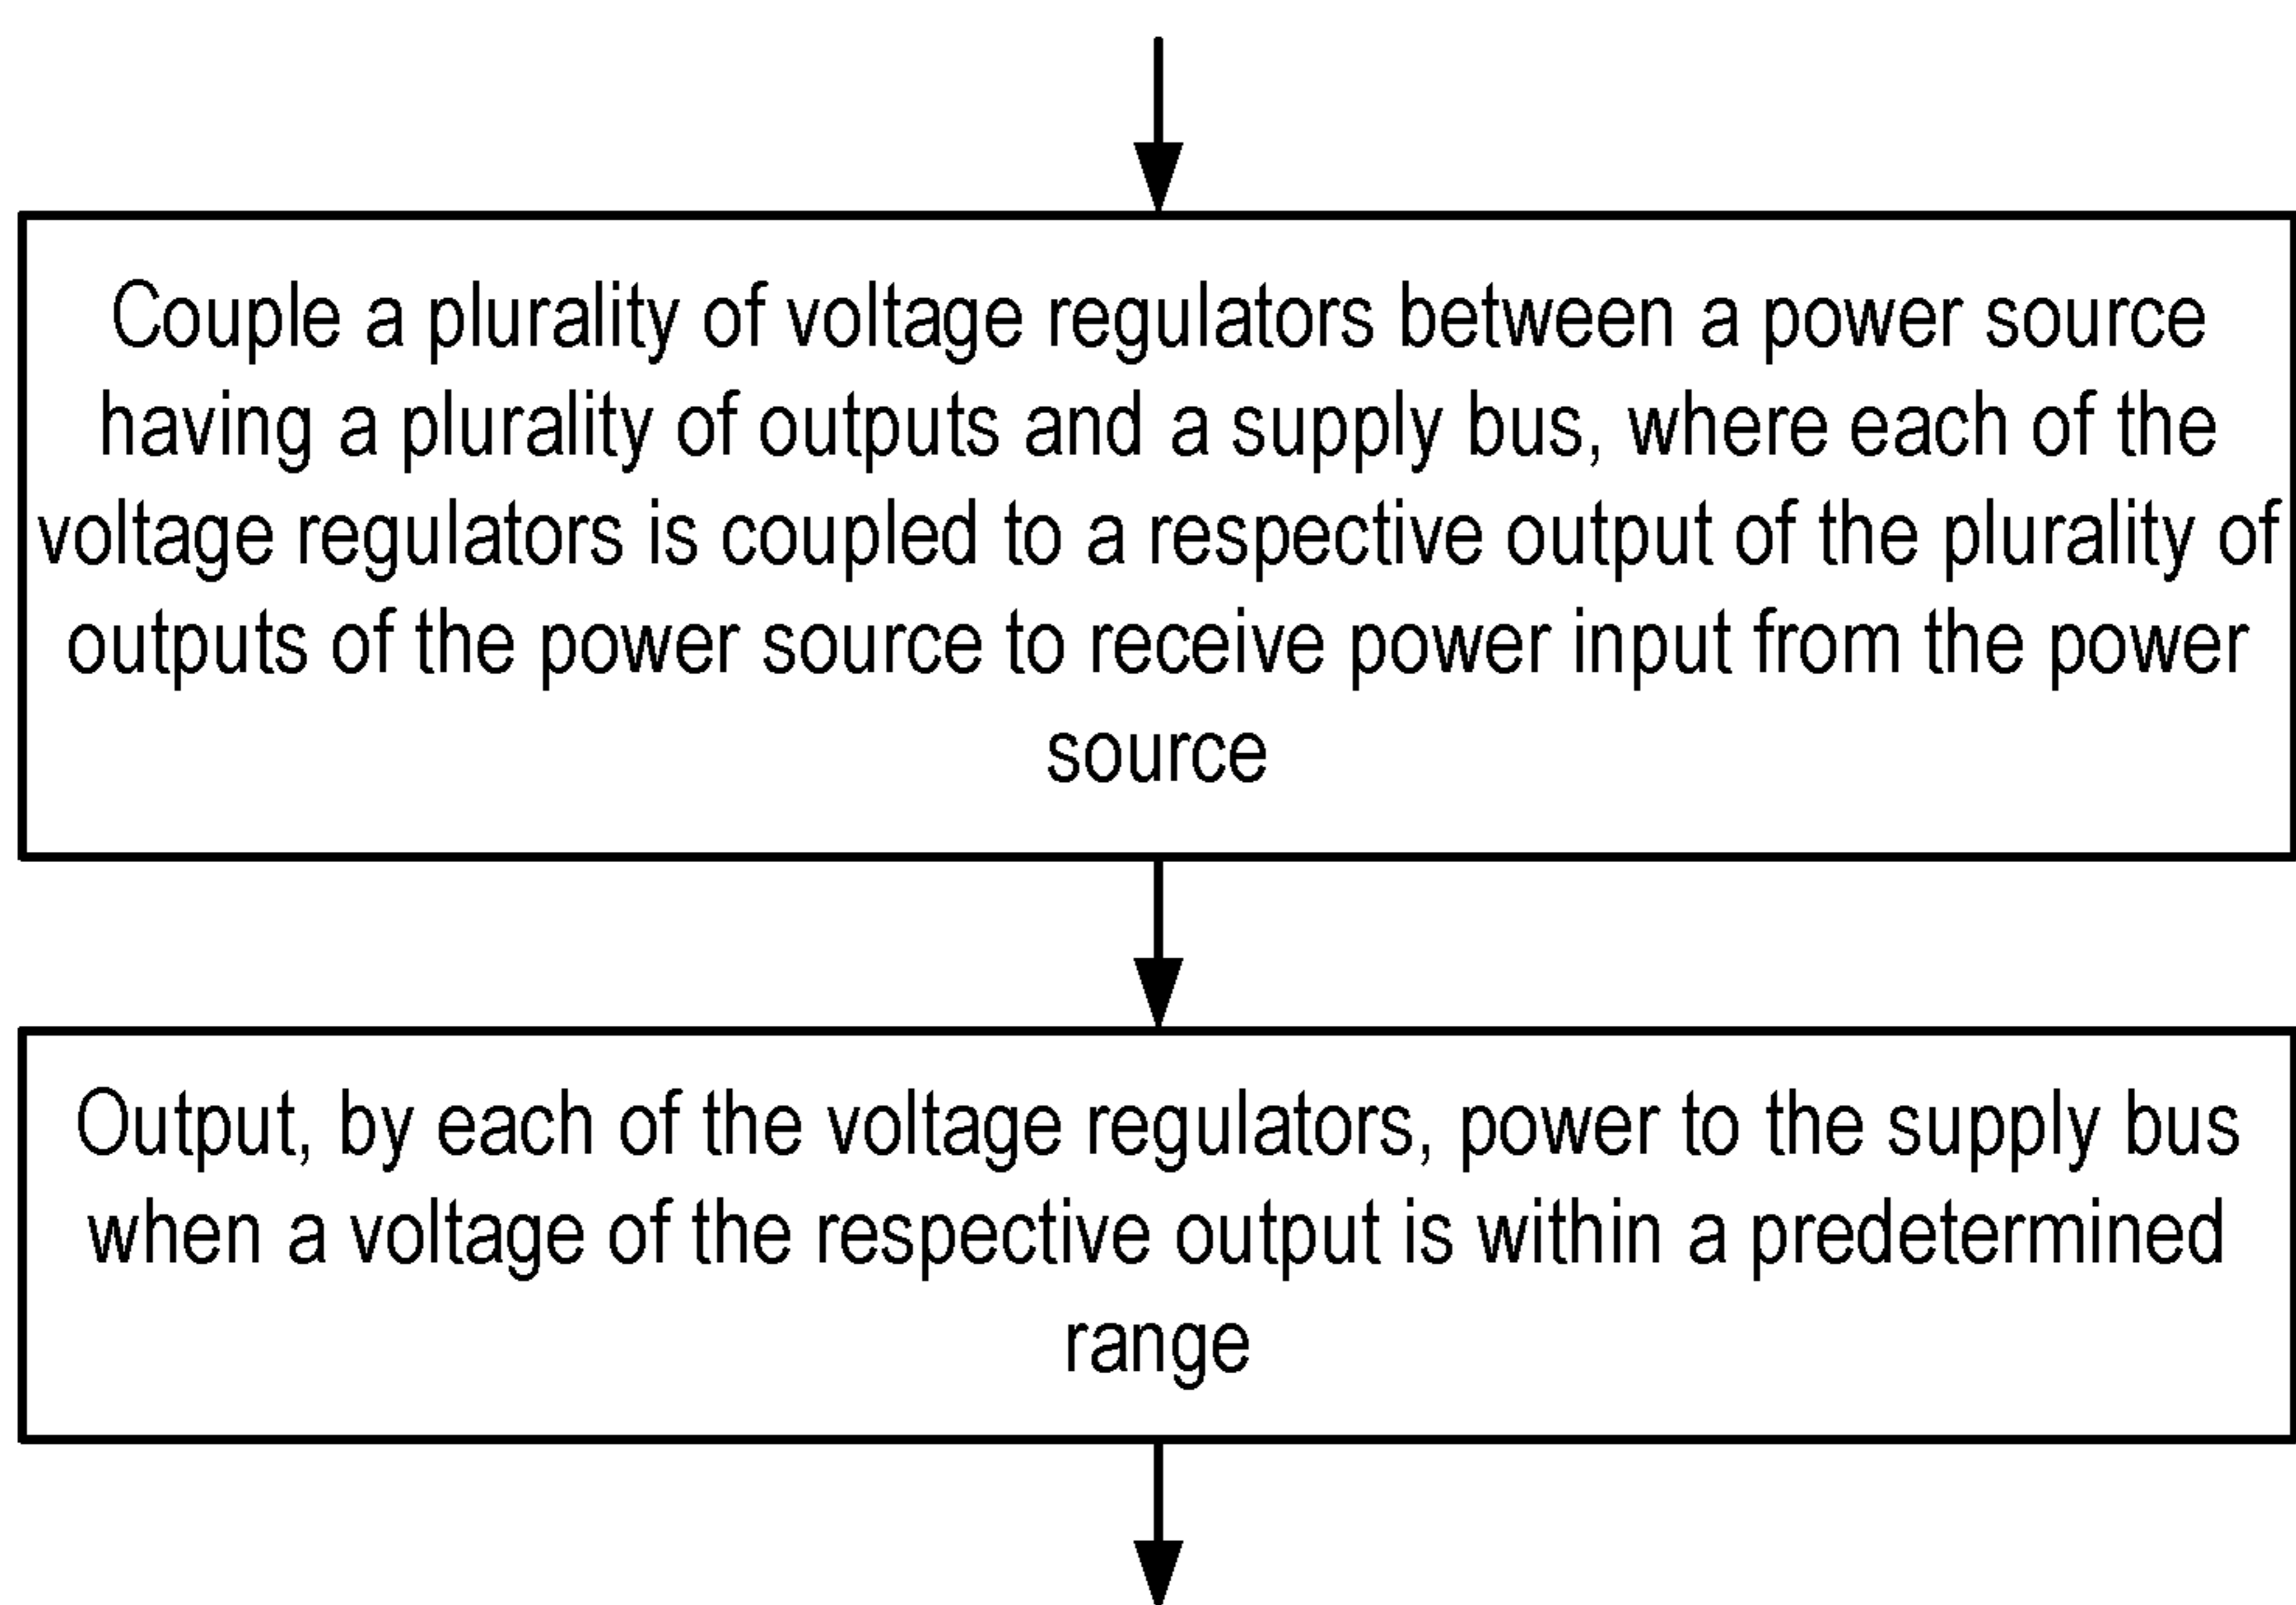 Couple a plurality of voltage regulators between a power source
having a plurality of outputs and a supply bus, where each of the
voltage regulators is coupled to a respective output of the plurality of
outputs of the power source to receive power input from the power
source
Output, by each of the voltage regulators, power to the supply bus
when a voltage of the respective output is within a predetermined
range